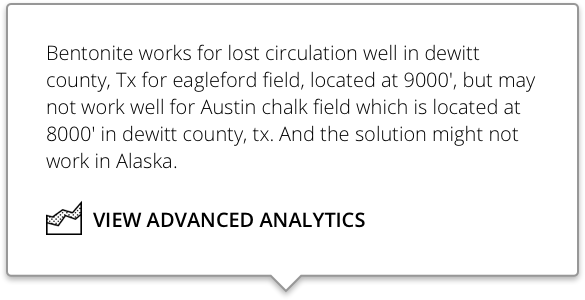 Bentonite works for lost circulation well in dewitt
county, Tx for eagleford field, located at 9000', but may
not work well for Austin chalk field which is located at
8000' in dewitt county, tx. And the solution might not
work in Alaska.
VIEW ADVANCED ANALYTICS